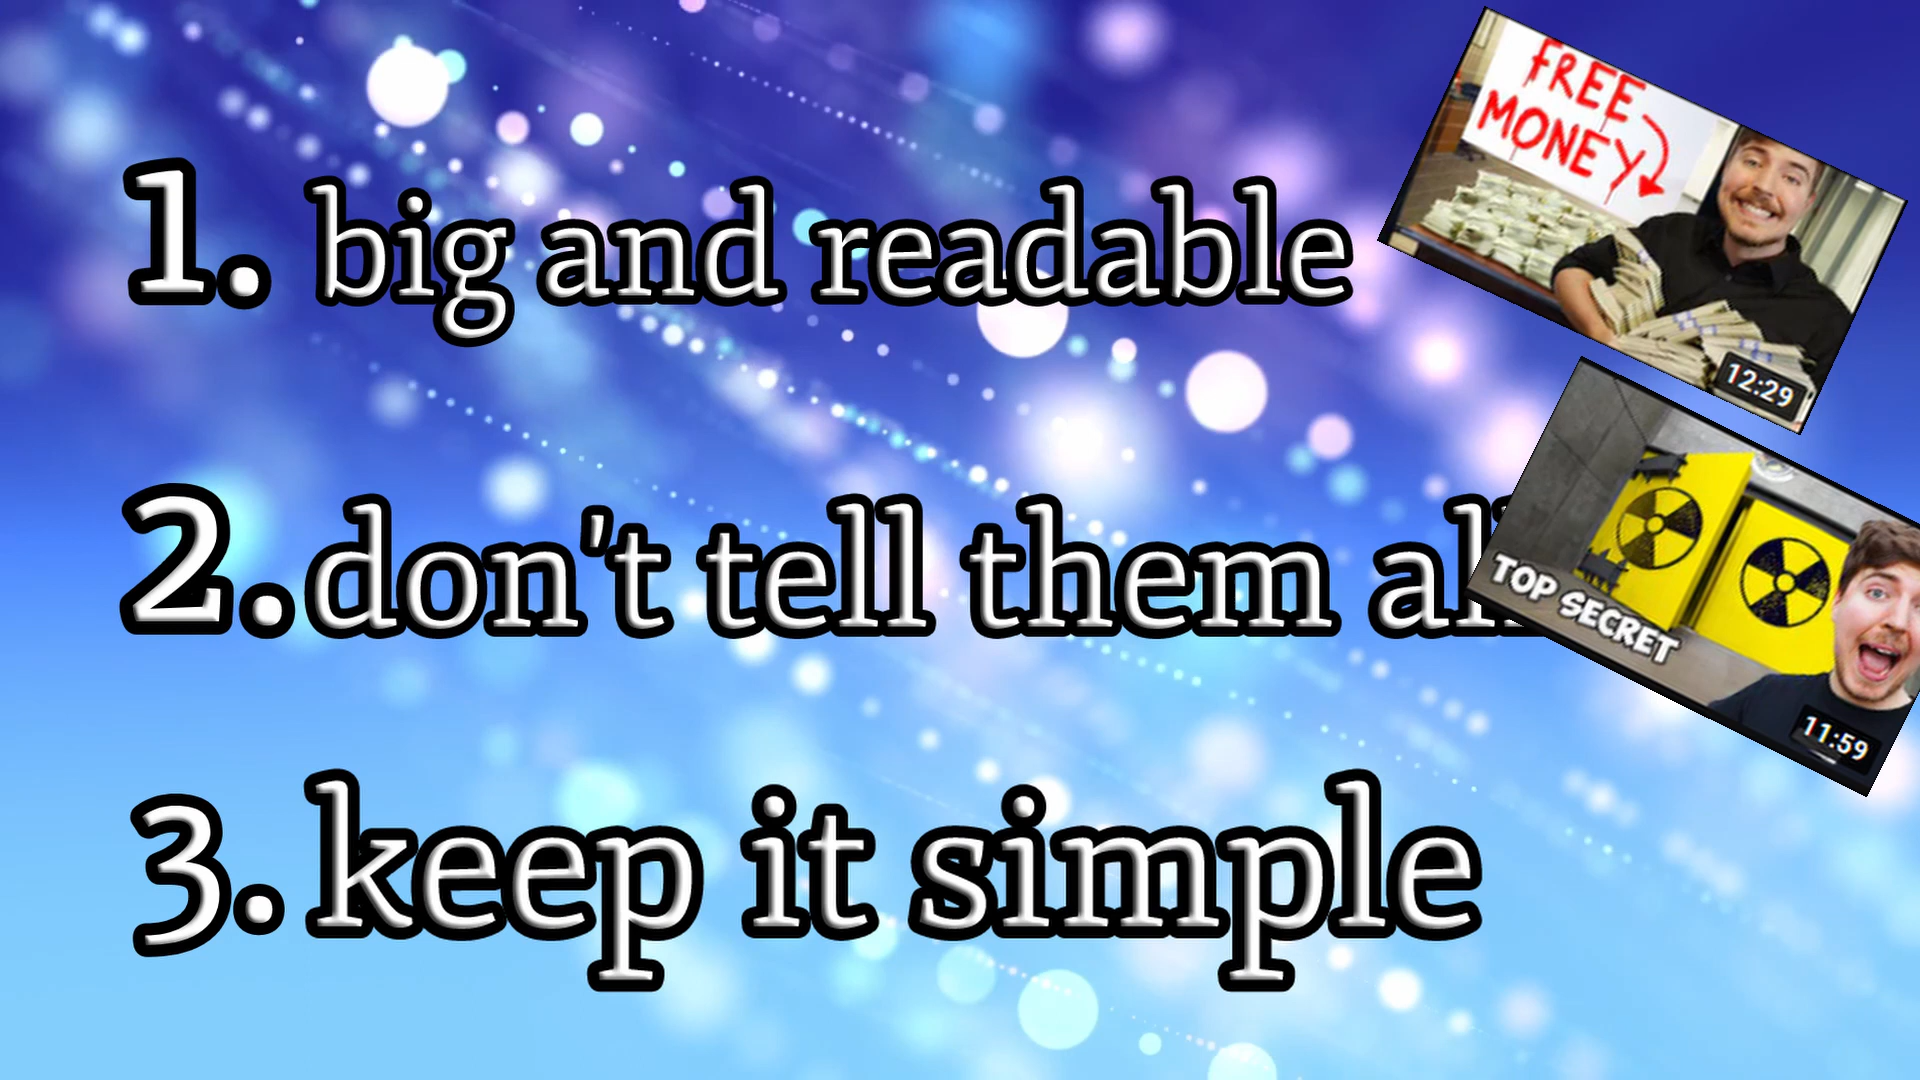 FREE
MONEY
1. big and readable
12:29
2. don't tell them all
TOP SECRET
11:59
3. keep it simple